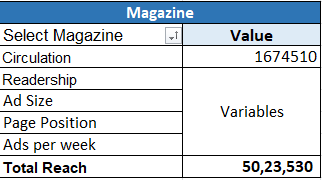 Magazine
Select Magazine Value
Circulation 1674510
Readership
Ad Size
Variables
Page Position
Ads per week
Total Reach 50,23,530